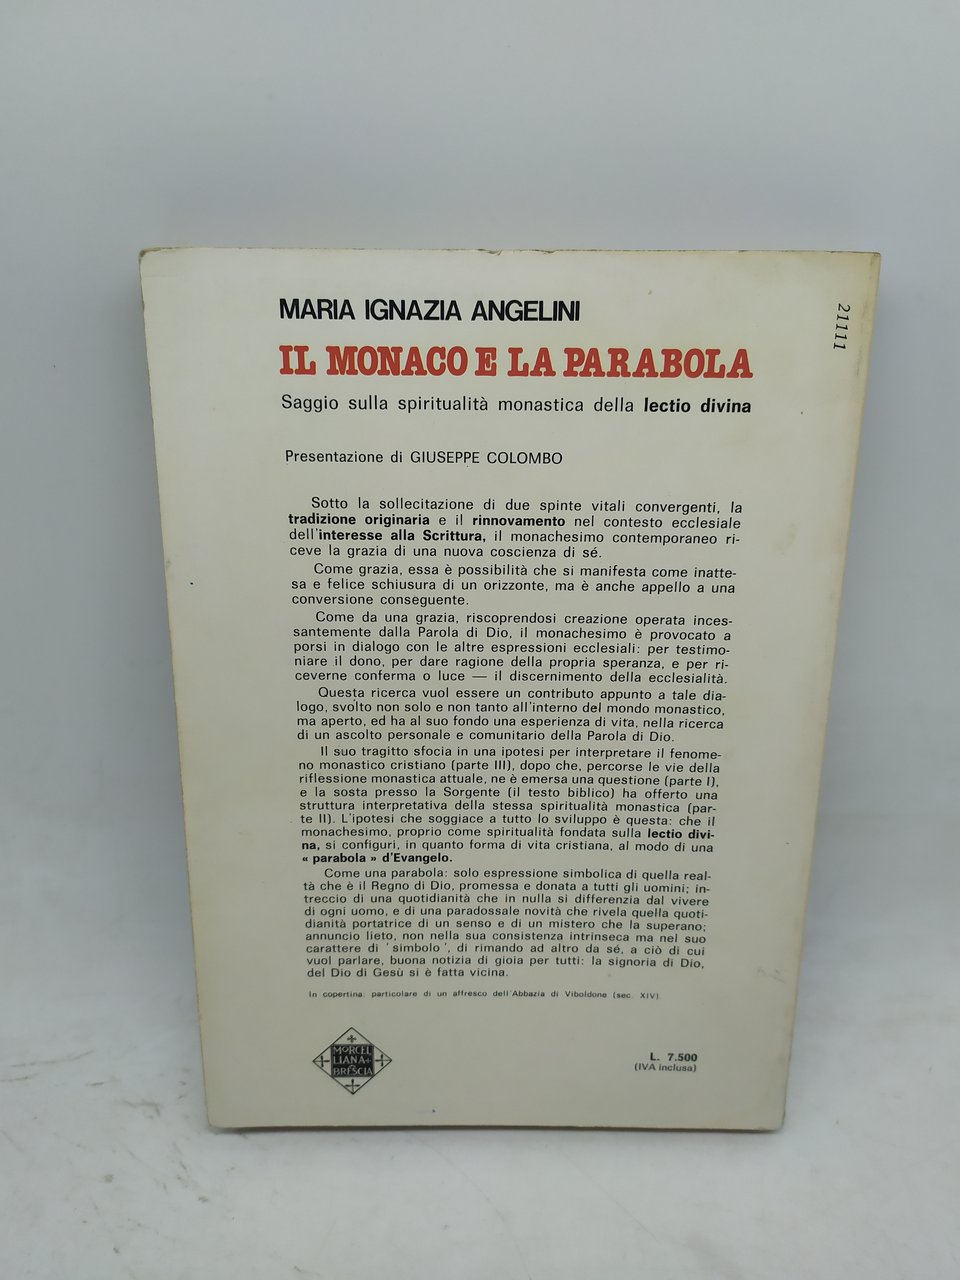 MARIA IGNAZIA ANGELINI
IL MONACO E LA PARABOLA
Saggio sulla spiritualità monastica della lectio divina
Presentazione di GIUSEPPE COLOMBO
Sotto la sollecitazione di due spinte vitali convergenti, la
tradizione originaria e il rinnovamento nel contesto ecclesiale
dell'interesse alla Scrittura, il monachesimo contemporaneo ri-
ceve la grazia di una nuova coscienza di sé.
Come grazia, essa è possibilità che si manifesta come inatte-
sa e felice schiusura di un orizzonte, ma è anche appello a una
conversione conseguente.
Come da una grazia, riscoprendosi creazione operata inces-
santemente dalla Parola di Dio, il monachesimo è provocato a
porsi in dialogo con le altre espressioni ecclesiali: per testimo-
niare il dono, per dare ragione della propria speranza, e per ri-
ceverne conferma o luce — il discernimento della ecclesialità.
Questa ricerca vuol essere un contributo appunto a tale dia-
logo, svolto non solo e non tanto all'interno del mondo monastico,
ma aperto, ed ha al suo fondo una esperienza di vita, nella ricerca
di un ascolto personale e comunitario della Parola di Dio.
Il suo tragitto sfocia in una ipotesi per interpretare il fenome-
no monastico cristiano (parte III), dopo che, percorse le vie della
riflessione monastica attuale, ne è emersa una questione (parte I),
e la sosta presso la Sorgente (il testo biblico) ha offerto una
struttura interpretativa della stessa spiritualità monastica (par-
te II). L'ipotesi che soggiace a tutto lo sviluppo è questa: che il
monachesimo, proprio come spiritualità fondata sulla lectio divi-
na, si configuri, in quanto forma di vita cristiana, al modo di una
« parabola » d'Evangelo.
Come una parabola: solo espressione simbolica di quella real-
tà che è il Regno di Dio, promessa e donata a tutti gli uomini; in-
treccio di una quotidianità che in nulla si differenzia dal vivere
di ogni uomo, e di una paradossale novità che rivela quella quoti-
dianità portatrice di un senso e di un mistero che la superano;
annuncio lieto, non nella sua consistenza intrinseca ma nel suo
carattere di 'simbolo', di rimando ad altro da sé, a ciò di cui
vuol parlare, buona notizia di gioia per tutti: la signoria di Dio,
del Dio di Gesù si è fatta vicina.
In copertina: particolare di un affresco dell'Abbazia di Viboldone (sec. XIV).
MORCEL
LIANA
BRESCIA
L. 7.500
(IVA inclusa)
21111